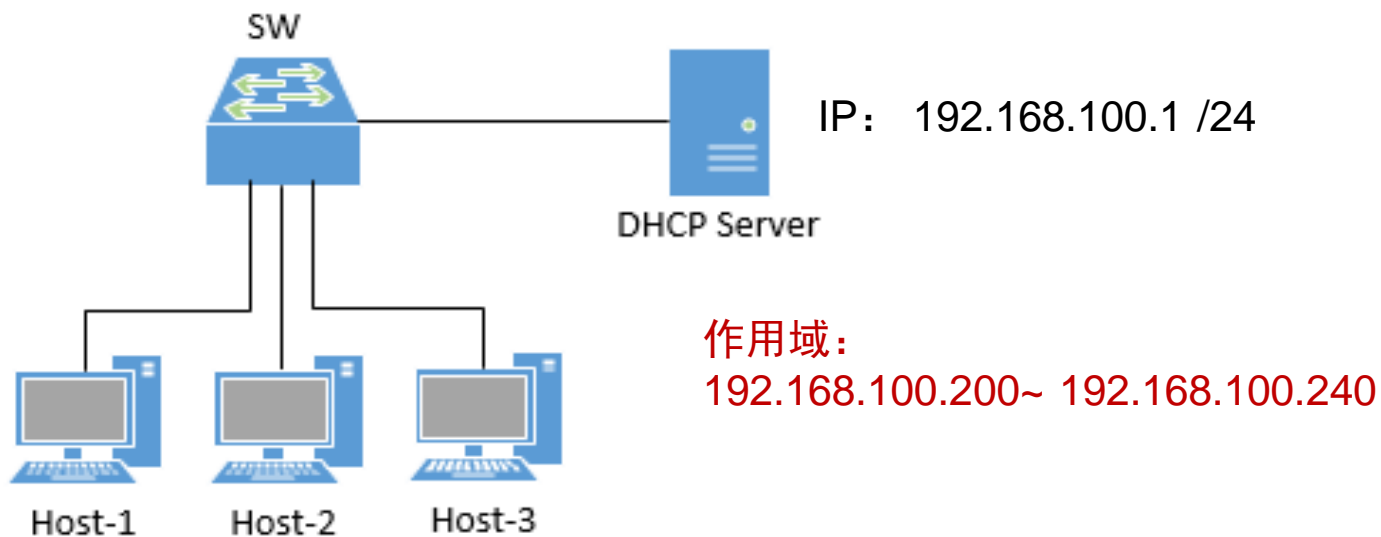 SW
IP： 192.168.100.1 /24
DHCP Server
作用域：
192.168.100.200~ 192.168.100.240
Host-1
Host-2
Host-3